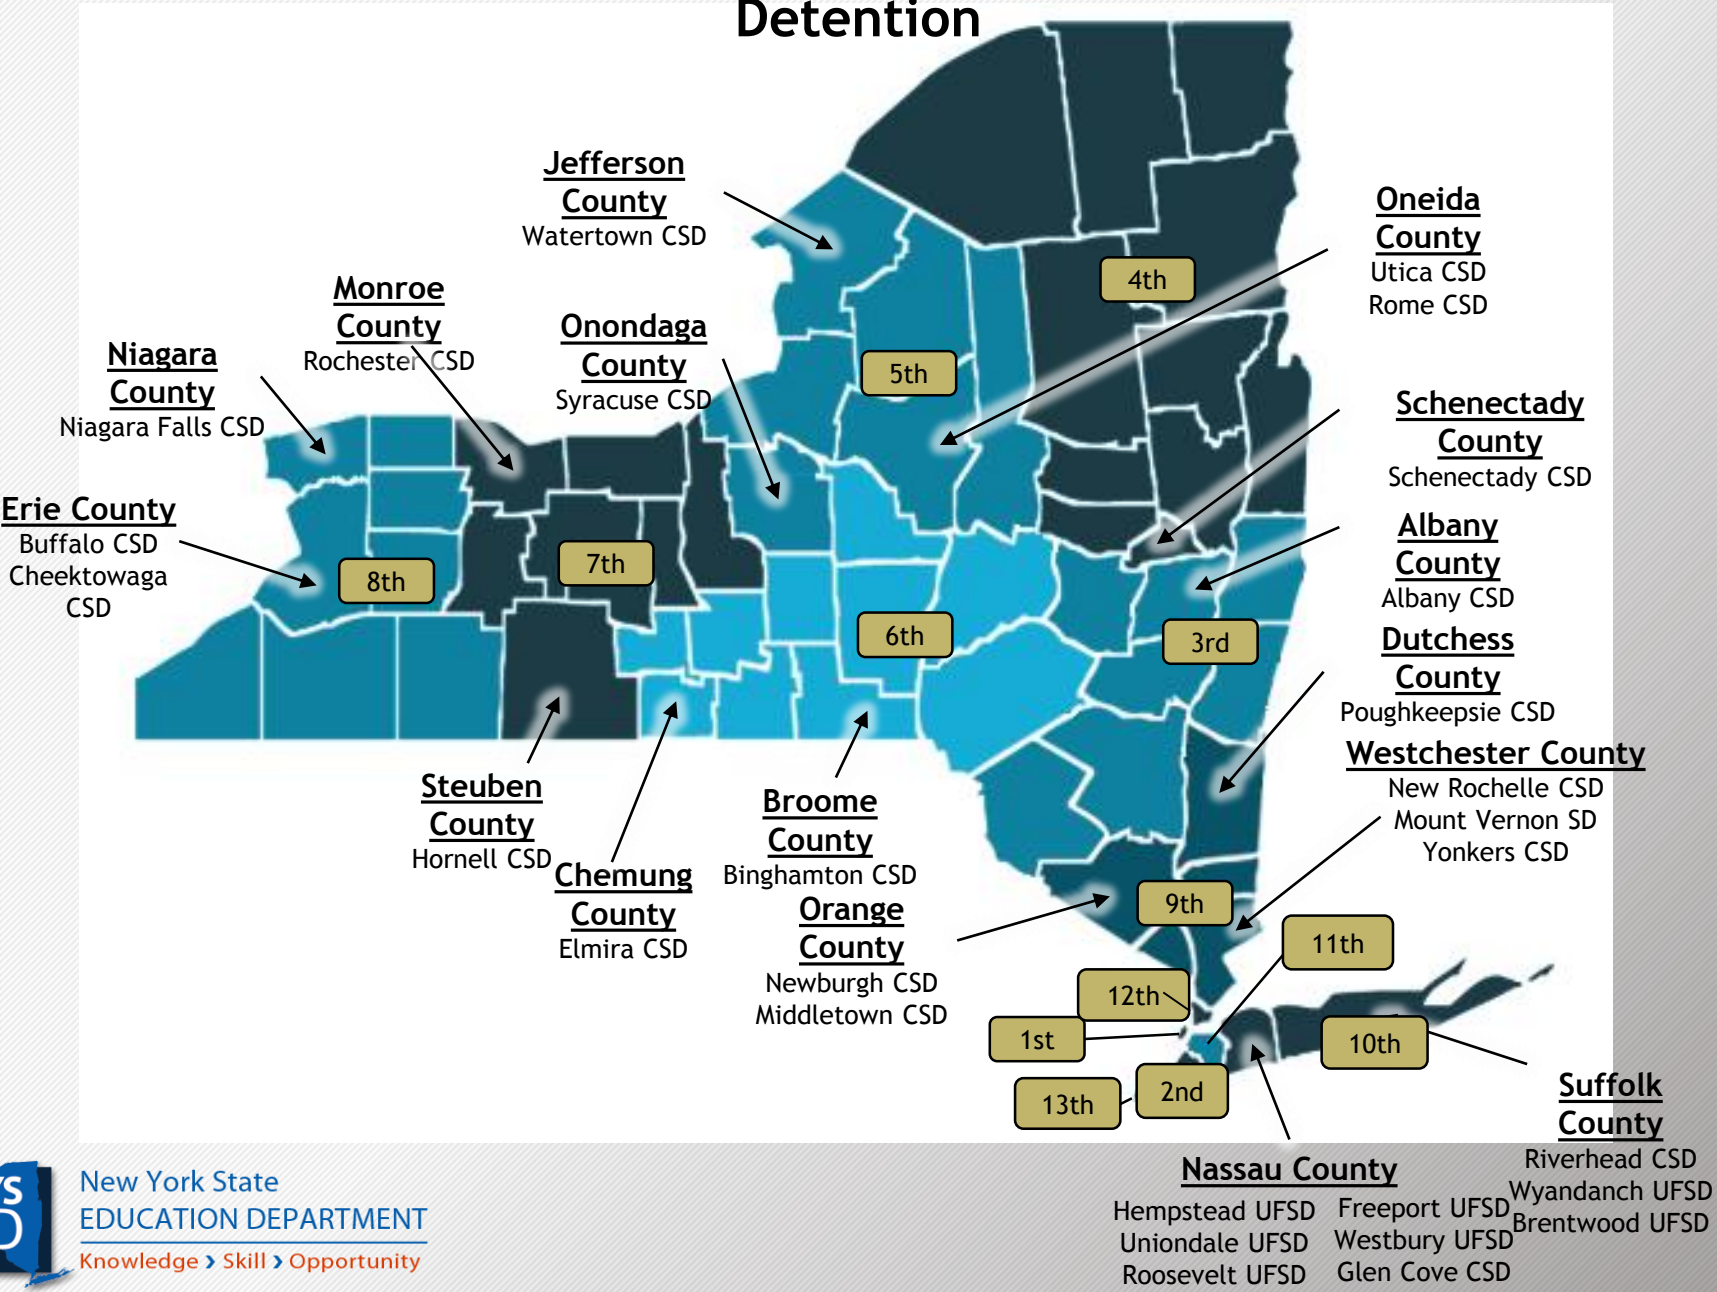 Detention
Jefferson
County
Watertown CSD
Oneida
County
Utica CSD
Rome CSD
4th
Monroe
County
Rochester CSD
Onondaga
County
Syracuse CSD
Niagara
County
Niagara Falls CSD
5th
Schenectady
County
Schenectady CSD
Erie County
Buffalo CSD
Cheektowaga
CSD
8th
7th
6th
3rd
Albany
County
Albany CSD
Dutchess
County
Poughkeepsie CSD
Westchester County
New Rochelle CSD
Mount Vernon SD
Yonkers CSD
Steuben
County
Hornell CSD
Chemung
County
Elmira CSD
Broome
County
Binghamton CSD
Orange
County
Newburgh CSD
Middletown CSD
9th
11th
12th
1st
10th
13th
2nd
Suffolk
County
Riverhead CSD
Wyandanch UFSD
Brentwood UFSD
Nassau County
Hempstead UFSD
Uniondale UFSD
Roosevelt UFSD
Freeport UFSD
Westbury UFSD
Glen Cove CSD
New York State
EDUCATION DEPARTMENT
Knowledge › Skill › Opportunity